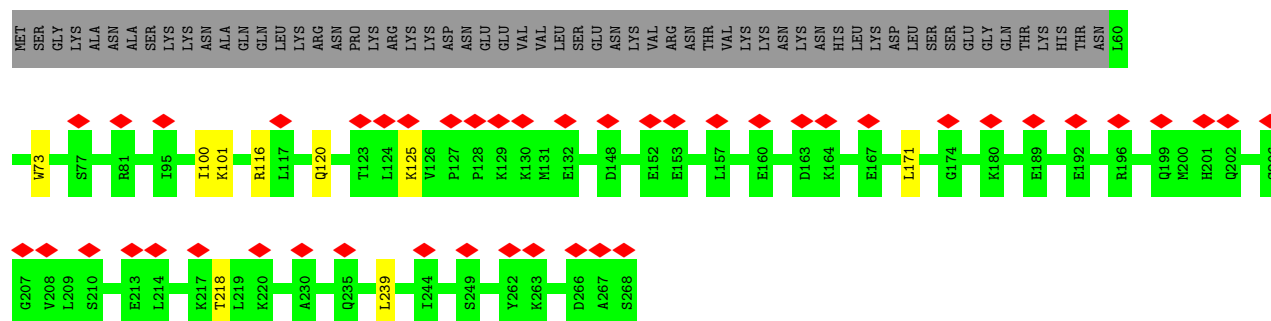 MET SER GLY LYS ALA ASN ALA SER LYS LYS ASN ALA GLN GLN LEU LYS ARG ASN PRO LYS ARG LYS LYS ASP ASN GLU GLU VAL VAL LEU SER GLU ASN LYS VAL ARG ASN THR VAL LYS LYS ASN LYS ASN HIS LEU LYS ASP LEU SER SER GLU GLY GLN THR LYS HIS THR ASN L60
W73 S77 R81 I95 I100 K101 R116 L117 Q120 T123 L124 K125 V126 P127 P128 K129 K130 M131 E132 D148 E152 E153 L157 E160 D163 K164 E167 L171 G174 K180 E189 E192 R196 Q199 M200 H201 Q202
G207 V208 L209 S210 E213 L214 K217 T218 L219 K220 A230 Q235 L239 I244 S249 Y262 K263 D266 A267 S268